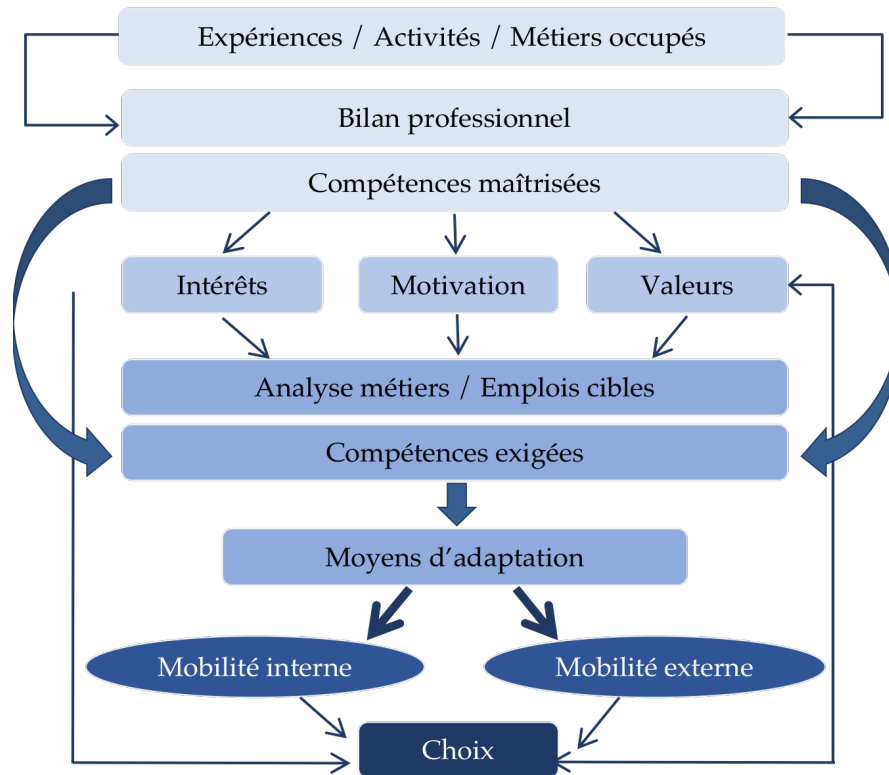 Expériences / Activités / Métiers occupés
Bilan professionnel
Compétences maîtrisées
Intérêts
Motivation
Valeurs
Analyse métiers / Emplois cibles
Compétences exigées
Moyens d’adaptation
Mobilité interne
Mobilité externe
Choix